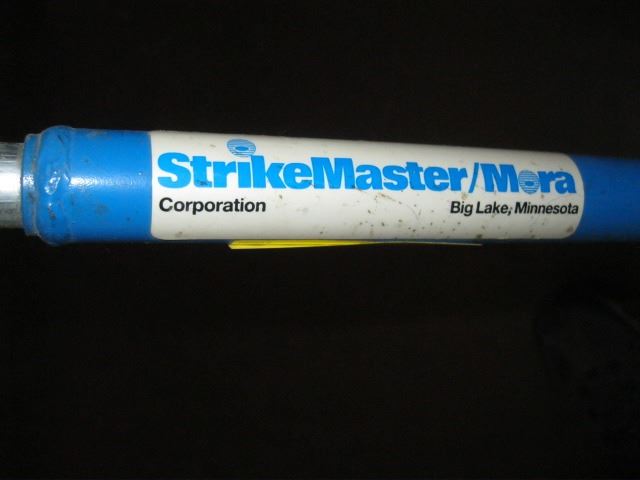 StrikeMaster/Mora
Corporation Big Lake, Minnesota